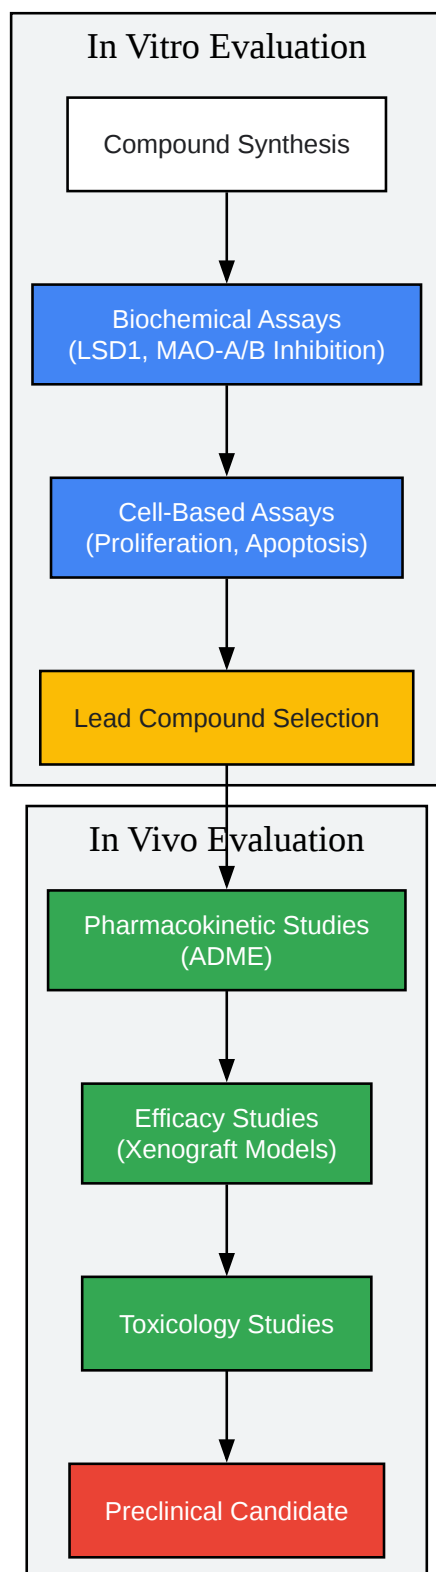 In Vitro Evaluation
Compound Synthesis
Biochemical Assays
(LSD1, MAO-A/B Inhibition)
Cell-Based Assays
(Proliferation, Apoptosis)
Lead Compound Selection
In Vivo Evaluation
Pharmacokinetic Studies
(ADME)
Efficacy Studies
(Xenograft Models)
Toxicology Studies
Preclinical Candidate